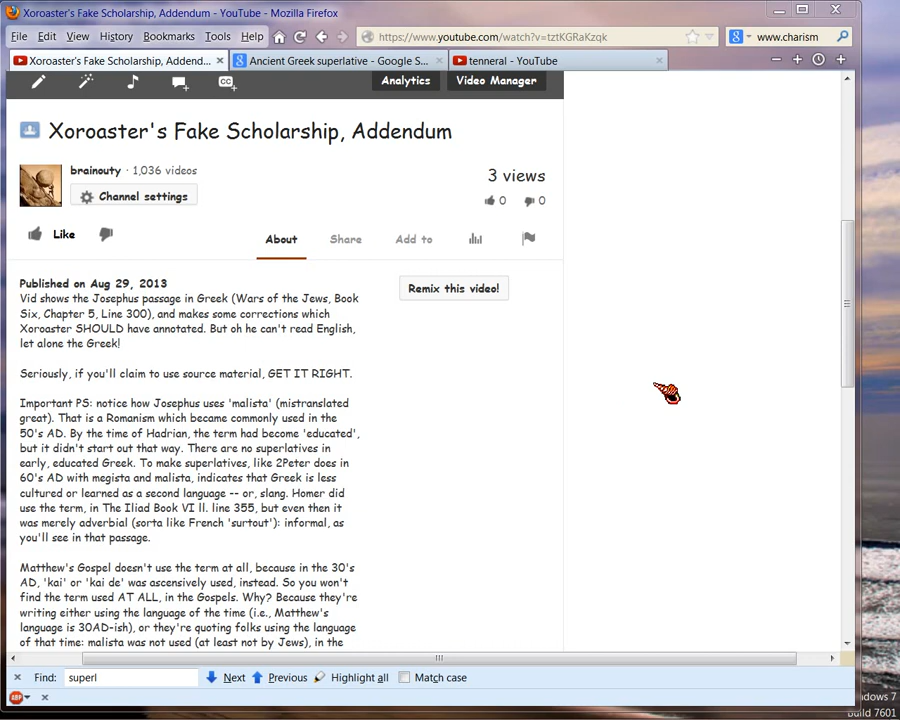 Xoroaster's Fake Scholarship, Addendum - YouTube - Mozilla Firefox
File Edit View History Bookmarks Tools Help
https://www.youtube.com/watch?v=tztKGRaKzqk
www.charism
Xoroaster's Fake Scholarship, Addend...
Ancient Greek superlative - Google S...
tenneral - YouTube
Analytics
Video Manager
Xoroaster's Fake Scholarship, Addendum
brainouty · 1,036 videos
3 views
Channel settings
0 0
Like
About
Share
Add to
Published on Aug 29, 2013
Remix this video!
Vid shows the Josephus passage in Greek (Wars of the Jews, Book
Six, Chapter 5, Line 300), and makes some corrections which
Xoroaster SHOULD have annotated. But oh he can't read English,
let alone the Greek!
Seriously, if you'll claim to use source material, GET IT RIGHT.
Important PS: notice how Josephus uses 'malista' (mistranslated
great). That is a Romanism which became commonly used in the
50's AD. By the time of Hadrian, the term had become 'educated',
but it didn't start out that way. There are no superlatives in
early, educated Greek. To make superlatives, like 2Peter does in
60's AD with megista and malista, indicates that Greek is less
cultured or learned as a second language -- or, slang. Homer did
use the term, in The Iliad Book VI ll. line 355, but even then it
was merely adverbial (sorta like French 'surtout'): informal, as
you'll see in that passage.
Matthew's Gospel doesn't use the term at all, because in the 30's
AD, 'kai' or 'kai de' was ascensively used, instead. So you won't
find the term used AT ALL, in the Gospels. Why? Because they're
writing either using the language of the time (i.e., Matthew's
language is 30AD-ish), or they're quoting folks using the language
of that time: malista was not used (at least not by Jews), in the
Find: superl Next Previous Highlight all Match case
ABP
ndows 7
Build 7601